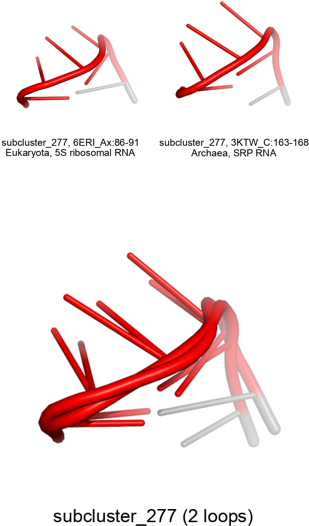 subcluster_277, 6ERI_Ax:86-91
Eukaryota, 5S ribosomal RNA
subcluster_277, 3KTW_C:163-168
Archaea, SRP RNA
subcluster_277 (2 loops)